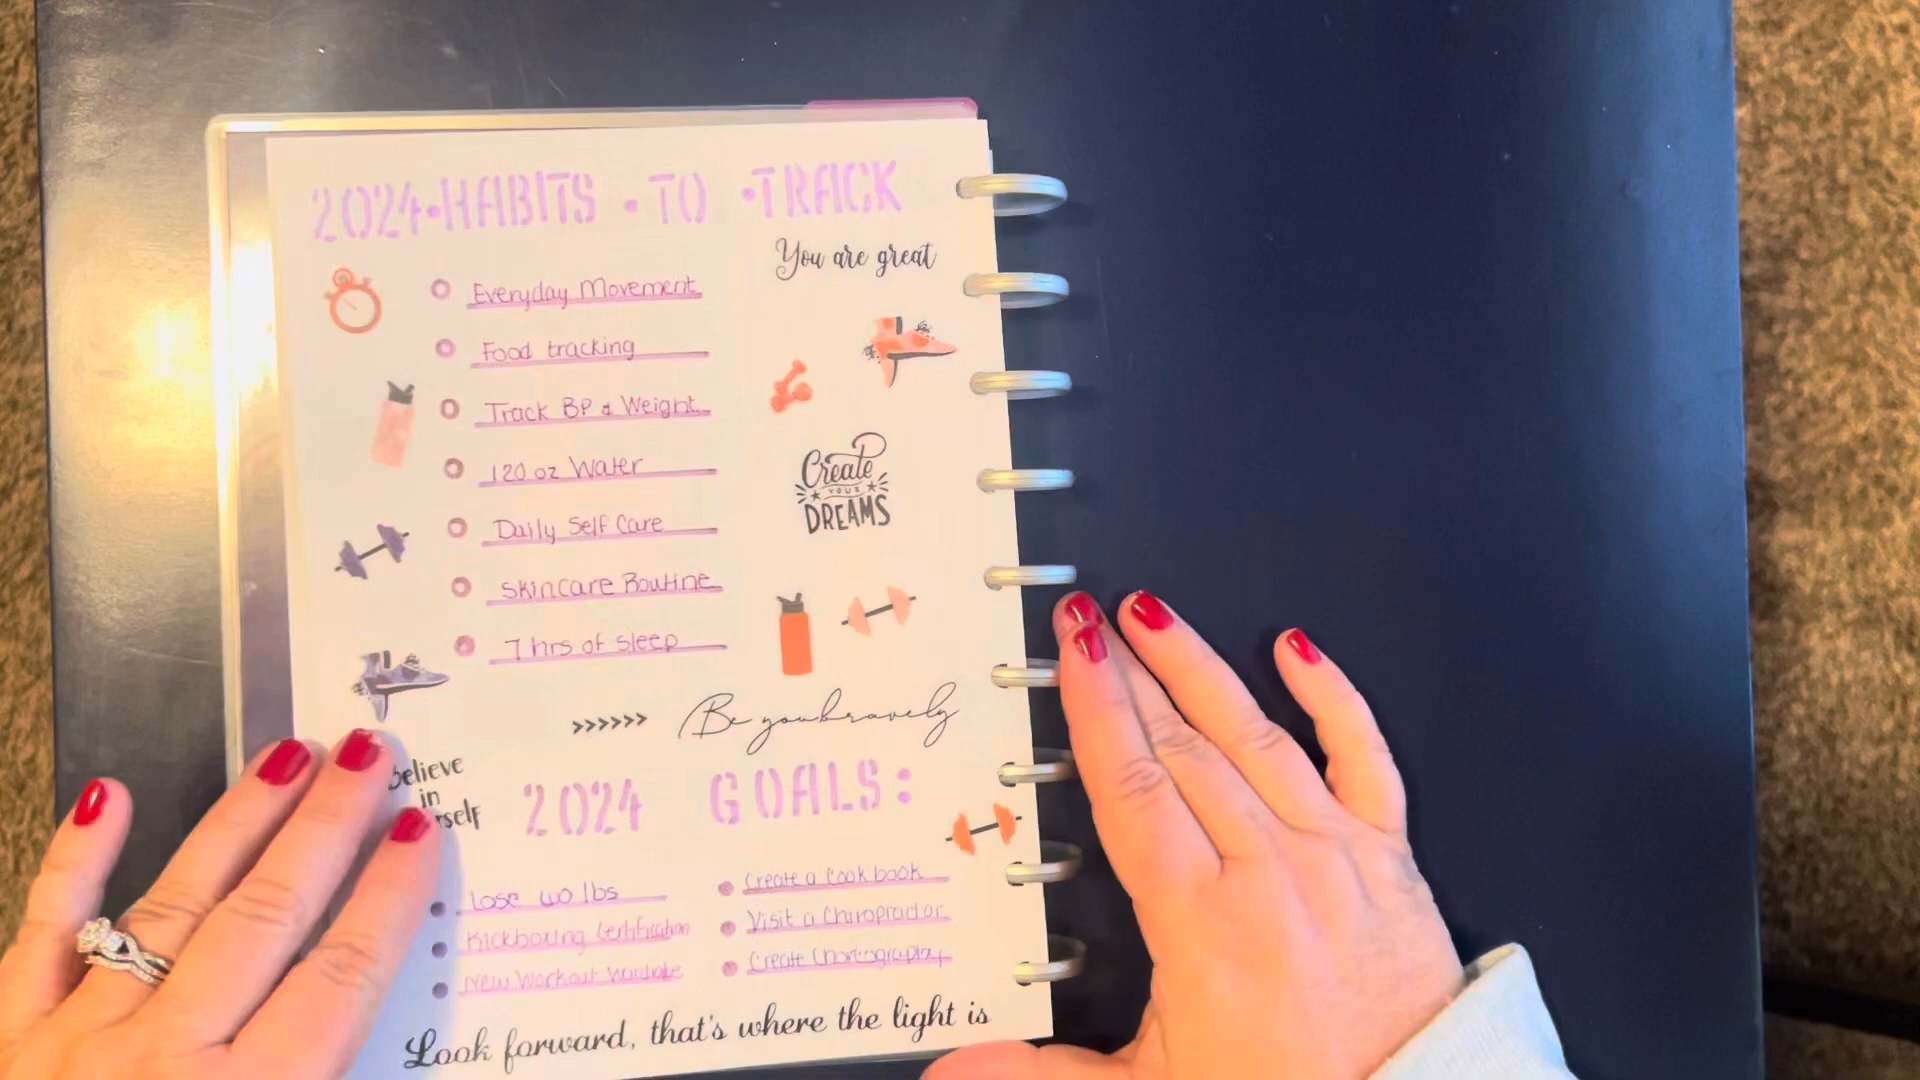 2024•HABITS • TO •TRACK
You are great
Everyday Movement
Food tracking
Track BP & Weight
120 oz Water
Create
YOUR
DREAMS
Daily Self Care
Skincare Routine
7 hrs of Sleep
>>>>>>
Be you bravely
Believe
in
rself
2024 GOALS:
Lose 60 lbs
Kickboxing Certification
New Workout Wardrobe
Create a Cook book
Visit a Chiropractor
Create Choreography
Look forward, that's where the light is